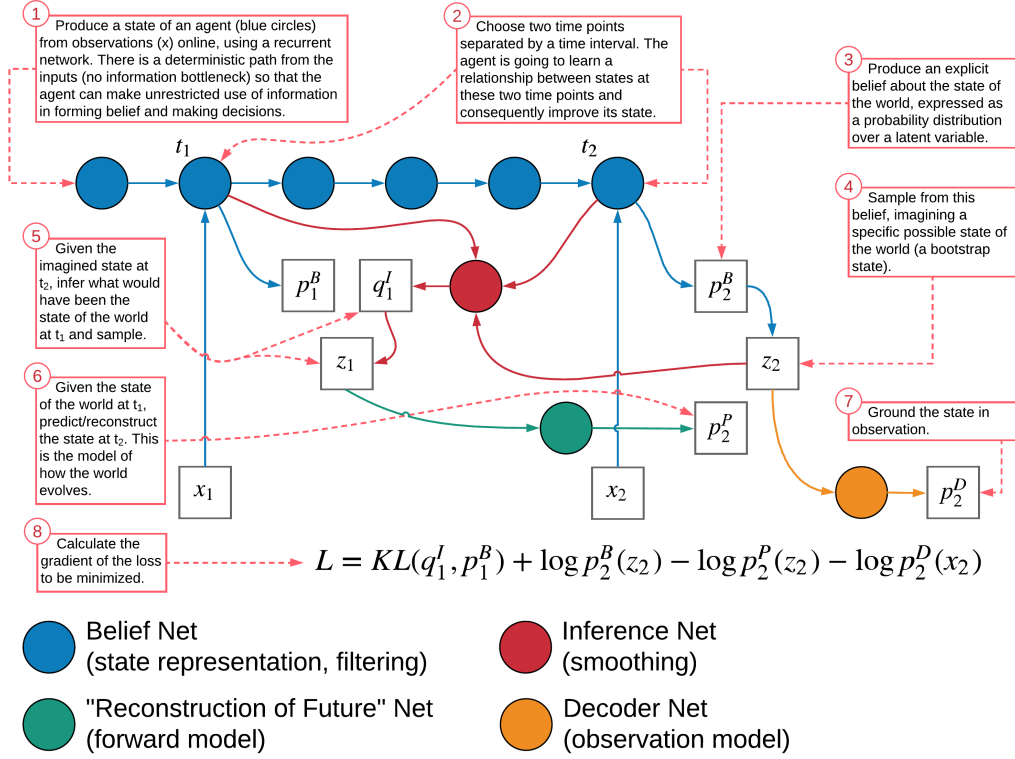 1
Produce a state of an agent (blue circles)
from observations (x) online, using a recurrent
network. There is a deterministic path from the
inputs (no information bottleneck) so that the
agent can make unrestricted use of information
in forming belief and making decisions.
2
Choose two time points
separated by a time interval. The
agent is going to learn a
relationship between states at
these two time points and
consequently improve its state.
3
Produce an explicit
belief about the state of
the world, expressed as
a probability distribution
over a latent variable.
t₁
t₂
4
Sample from this
belief, imagining a
specific possible state of
the world (a bootstrap
state).
5
Given the
imagined state at
t₂, infer what would
have been the
state of the world
at t₁ and sample.
p₁ᴮ
q₁ᴵ
p₂ᴮ
z₁
z₂
6
Given the state
of the world at t₁,
predict/reconstruct
the state at t₂. This
is the model of
how the world
evolves.
p₂ᴾ
7
Ground the state in
observation.
x₁
x₂
p₂ᴰ
8
Calculate the
gradient of the loss
to be minimized.
L = KL(q₁ᴵ, p₁ᴮ) + log p₂ᴮ(z₂) − log p₂ᴾ(z₂) − log p₂ᴰ(x₂)
Belief Net
(state representation, filtering)
Inference Net
(smoothing)
"Reconstruction of Future" Net
(forward model)
Decoder Net
(observation model)